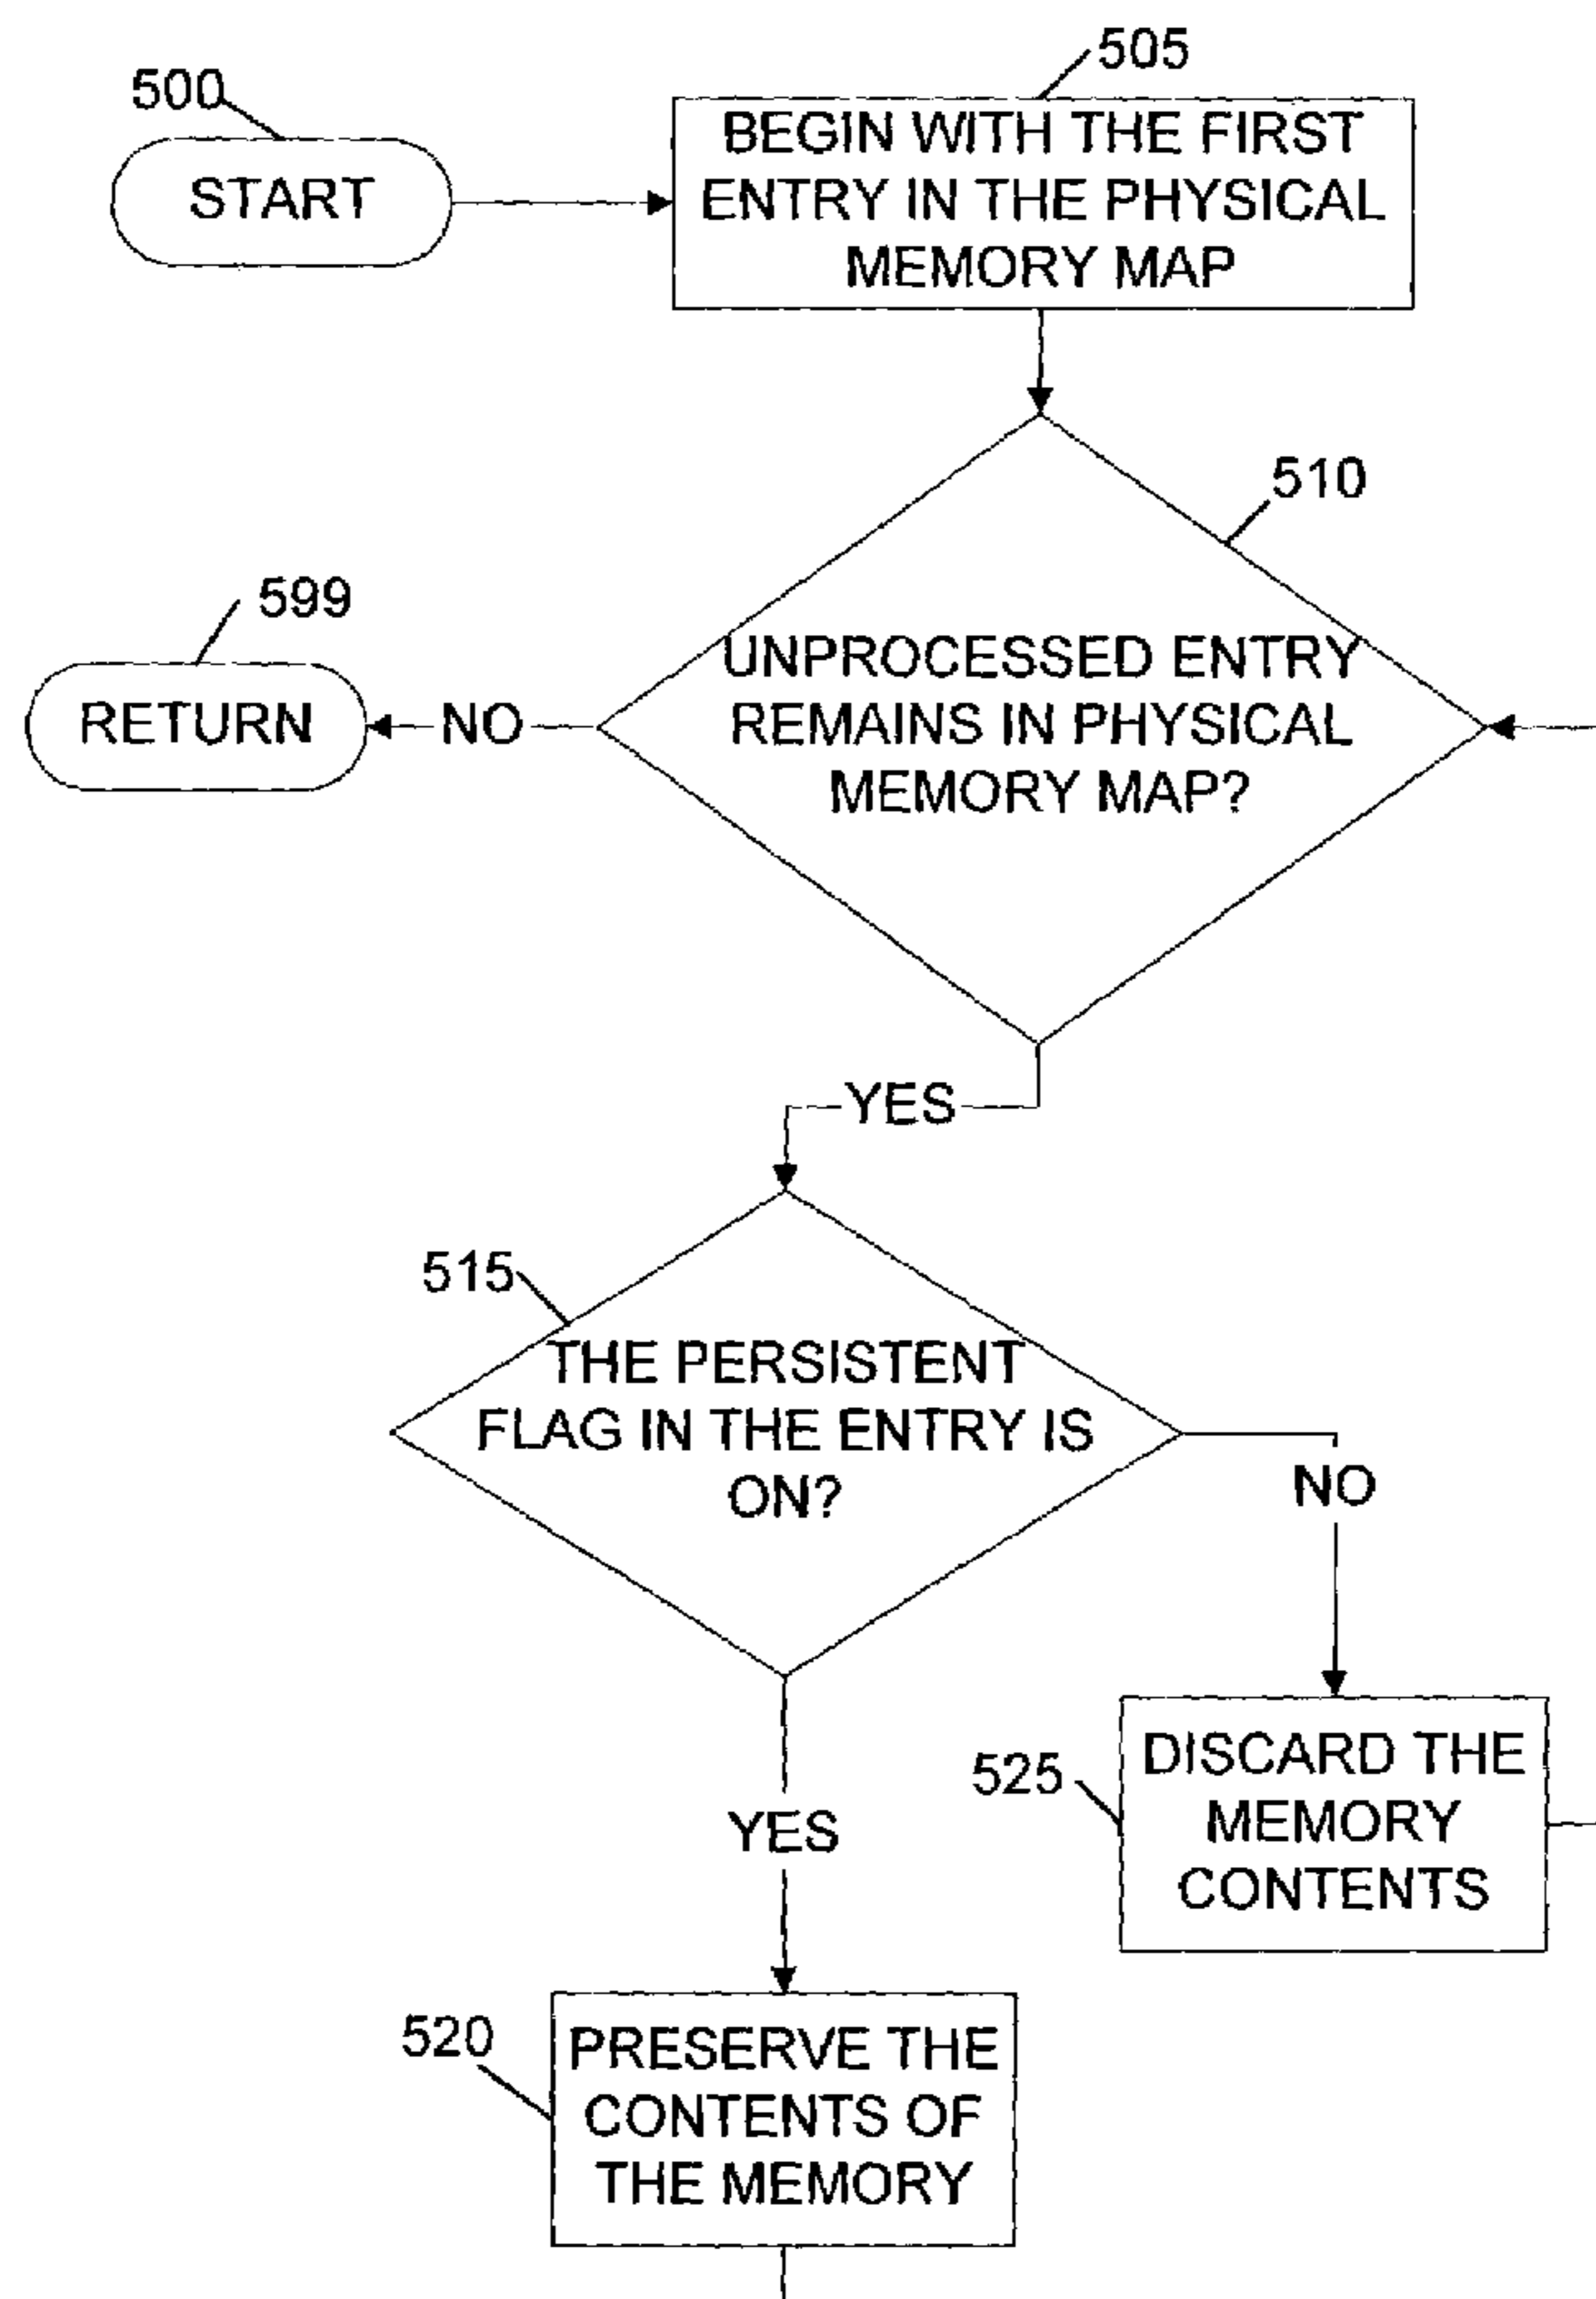 505
500
BEGIN WITH THE FIRST
ENTRY IN THE PHYSICAL
MEMORY MAP
START
510
599
UNPROCESSED ENTRY
REMAINS IN PHYSICAL
MEMORY MAP?
NO
RETURN
YES
515
THE PERSISTENT
FLAG IN THE ENTRY IS
ON?
NO
YES
525
DISCARD THE
MEMORY
CONTENTS
520
PRESERVE THE
CONTENTS OF
THE MEMORY